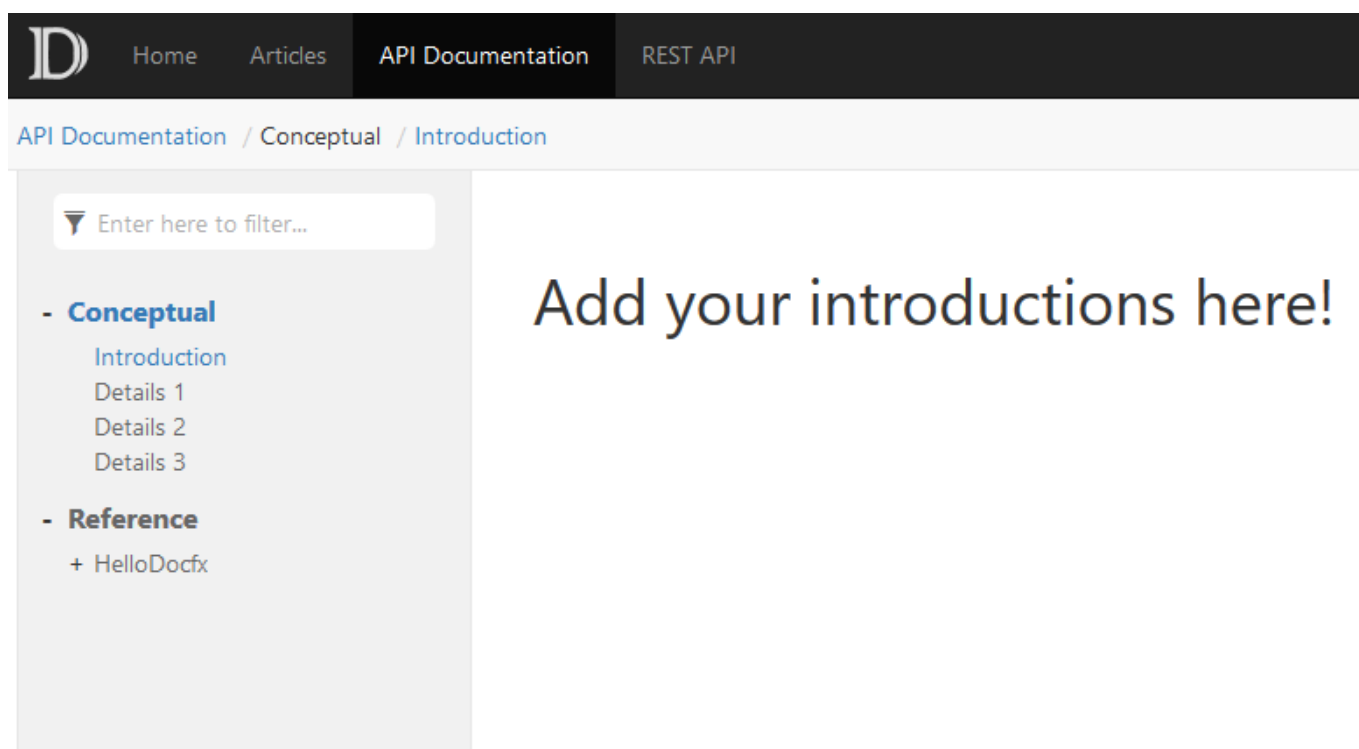 D Home Articles API Documentation REST API
API Documentation / Conceptual / Introduction
Enter here to filter...
- Conceptual
Introduction
Details 1
Details 2
Details 3
- Reference
+ HelloDocfx
Add your introductions here!